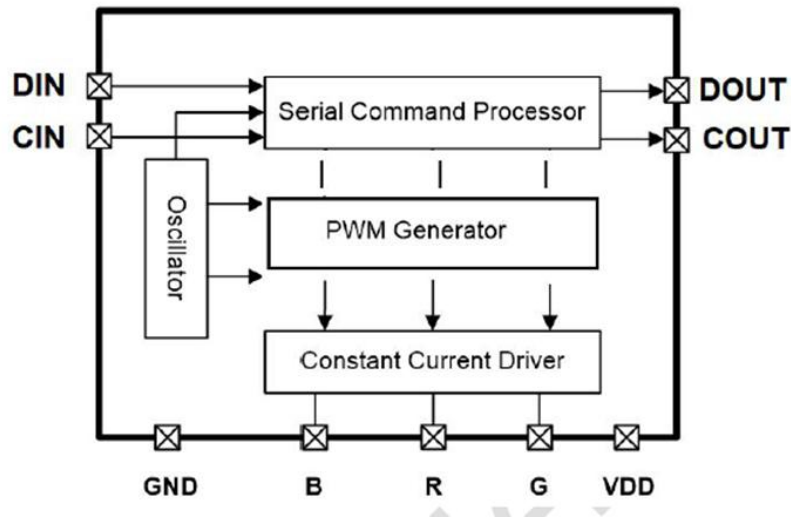 DIN
Serial Command Processor
DOUT
CIN
COUT
Oscillator
PWM Generator
Constant Current Driver
GND B R G VDD